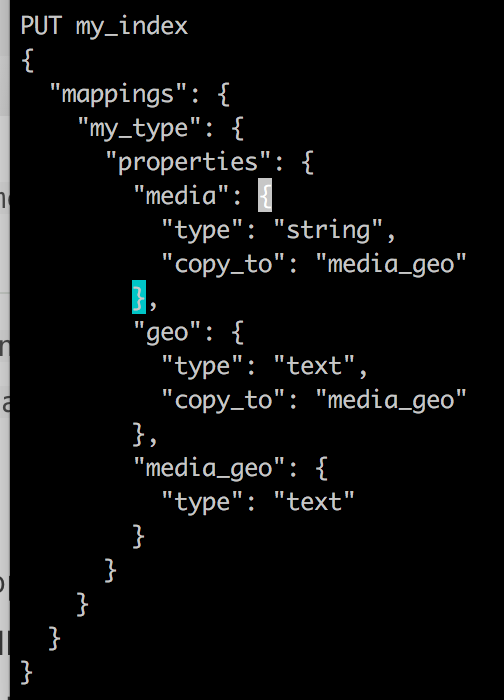 PUT my_index
{
  "mappings": {
    "my_type": {
      "properties": {
        "media": {
          "type": "string",
          "copy_to": "media_geo"
        },
        "geo": {
          "type": "text",
          "copy_to": "media_geo"
        },
        "media_geo": {
          "type": "text"
        }
      }
    }
  }
}